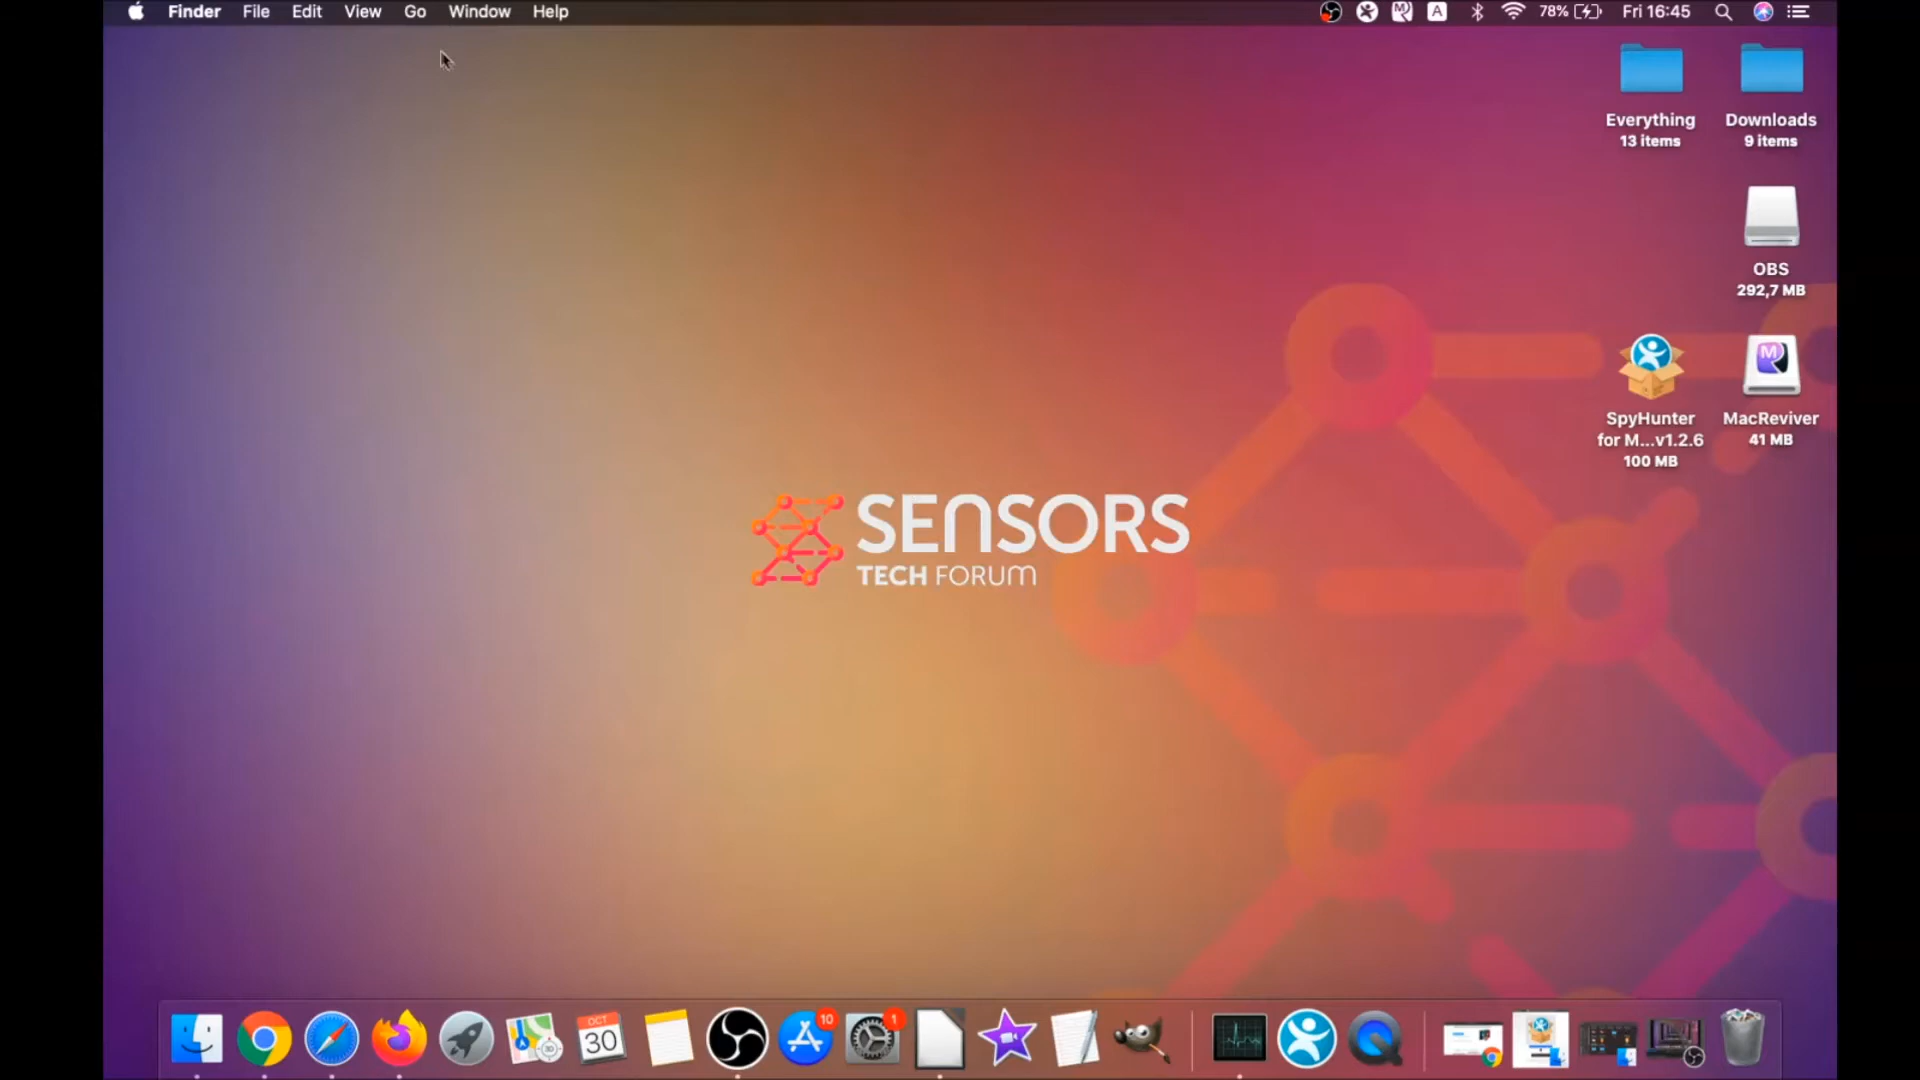 Finder File Edit View Go Window Help
A 78% Fri 16:45
Everything
13 items
Downloads
9 items
OBS
292,7 MB
M
SpyHunter
for M...v1.2.6
100 MB
MacReviver
41 MB
SENSORS
TECH FORUM
OCT
30
10
1